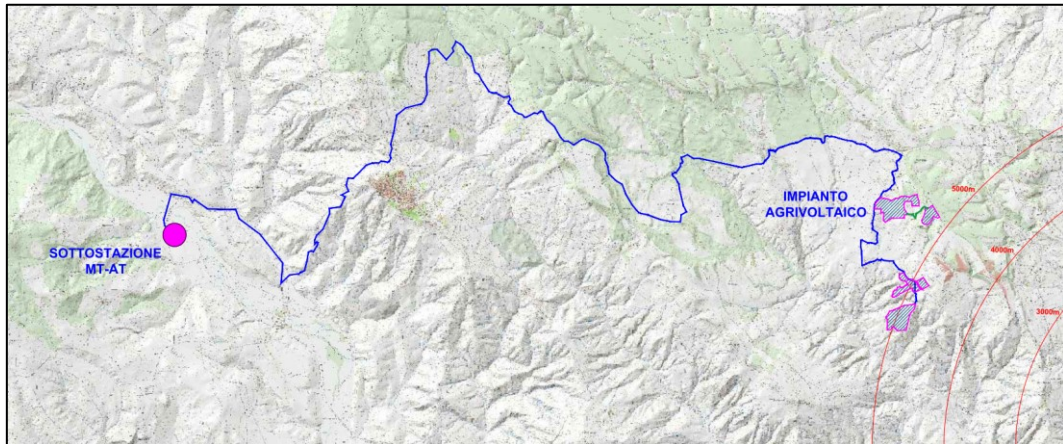 5000m
IMPIANTO
AGRIVOLTAICO
4000m
SOTTOSTAZIONE
MT-AT
3000m